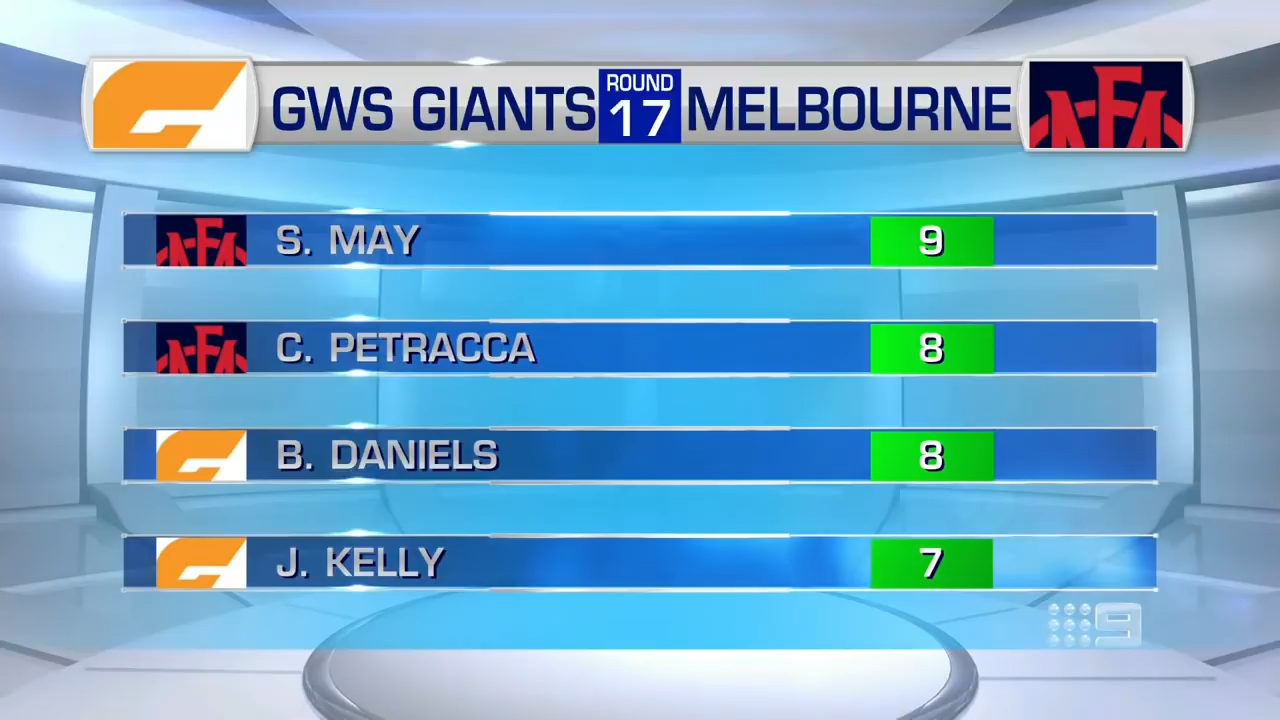 GWS GIANTS ROUND 17 MELBOURNE
S. MAY 9
C. PETRACCA 8
B. DANIELS 8
J. KELLY 7
9